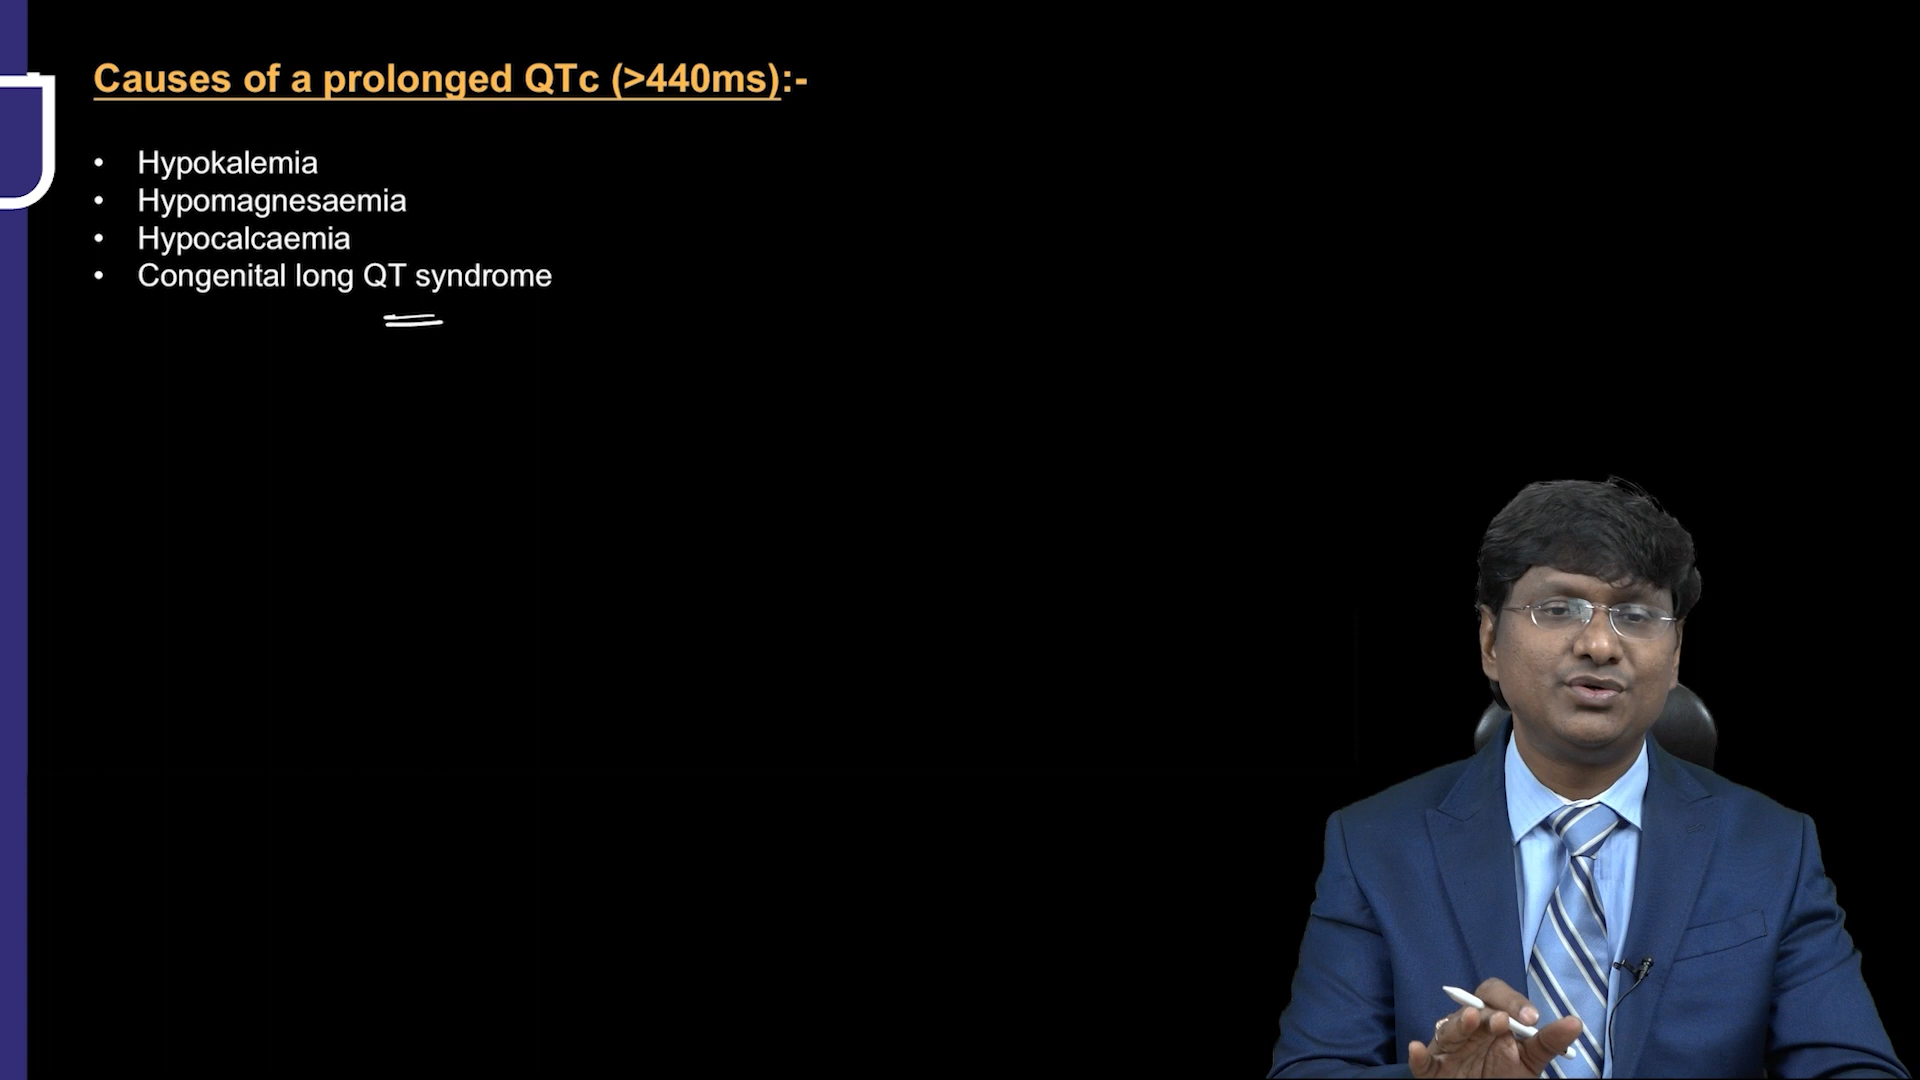 Causes of a prolonged QTc (>440ms):-
• Hypokalemia
• Hypomagnesaemia
• Hypocalcaemia
• Congenital long QT syndrome